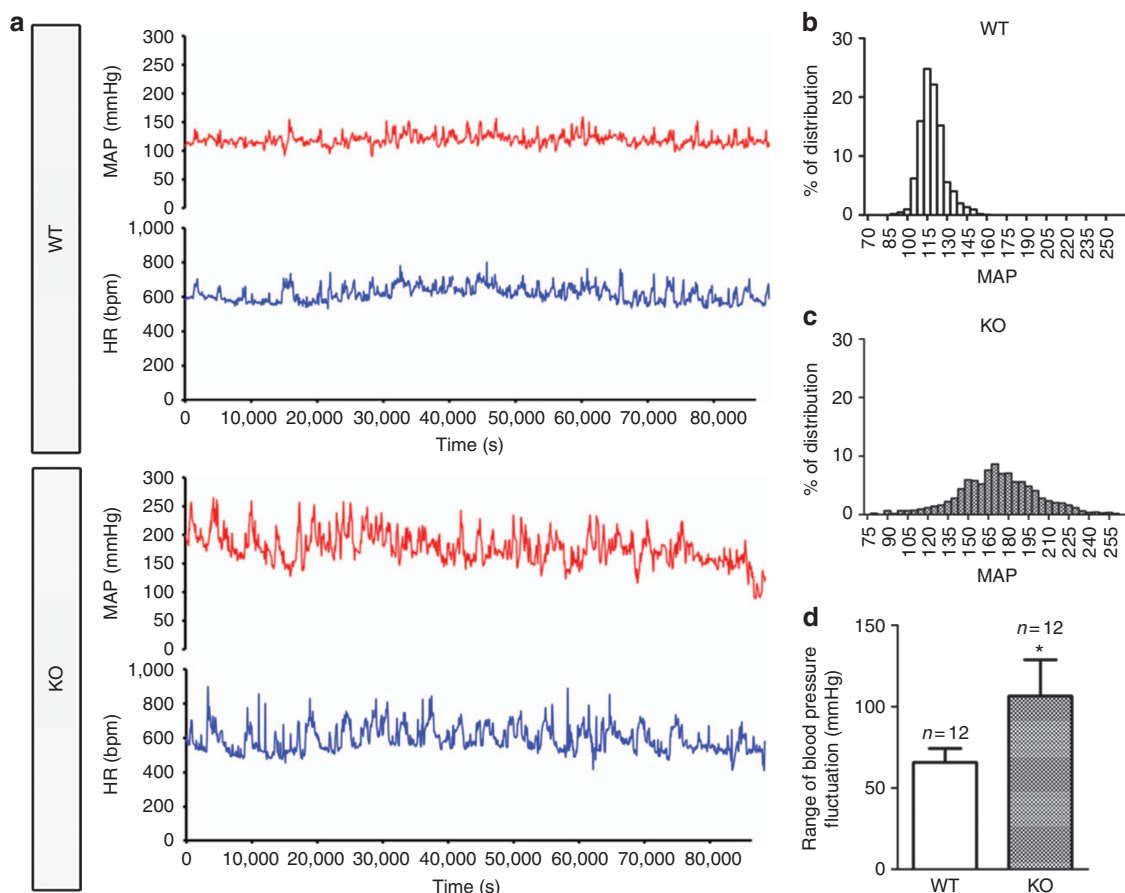 a
WT
MAP (mmHg)
300
250
200
150
100
50
0
HR (bpm)
1,000
800
600
400
200
0
0 10,000 20,000 30,000 40,000 50,000 60,000 70,000 80,000
Time (s)
KO
MAP (mmHg)
300
250
200
150
100
50
0
HR (bpm)
1,000
800
600
400
200
0
0 10,000 20,000 30,000 40,000 50,000 60,000 70,000 80,000
Time (s)
b
WT
% of distribution
30
20
10
0
70 85 100 115 130 145 160 175 190 205 220 235 250
MAP
c
KO
% of distribution
30
20
10
0
75 90 105 120 135 150 165 180 195 210 225 240 255
MAP
d
Range of blood pressure
fluctuation (mmHg)
150
100
50
0
n=12
n=12
*
WT KO